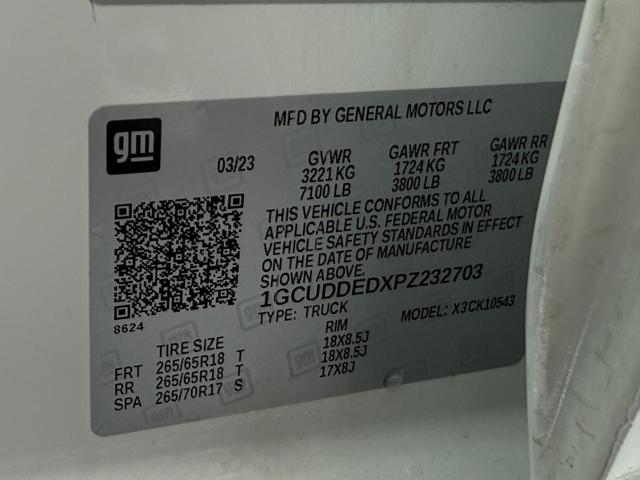 gm
MFD BY GENERAL MOTORS LLC
03/23
GVWR GAWR FRT GAWR RR
3221 KG 1724 KG 1724 KG
7100 LB 3800 LB 3800 LB
THIS VEHICLE CONFORMS TO ALL
APPLICABLE U.S. FEDERAL MOTOR
VEHICLE SAFETY STANDARDS IN EFFECT
ON THE DATE OF MANUFACTURE
SHOWN ABOVE.
1GCUDDEDXPZ232703
TYPE: TRUCK MODEL: X3CK10543
8624
TIRE SIZE RIM
FRT 265/65R18 T 18X8.5J
RR 265/65R18 T 18X8.5J
SPA 265/70R17 S 17X8J